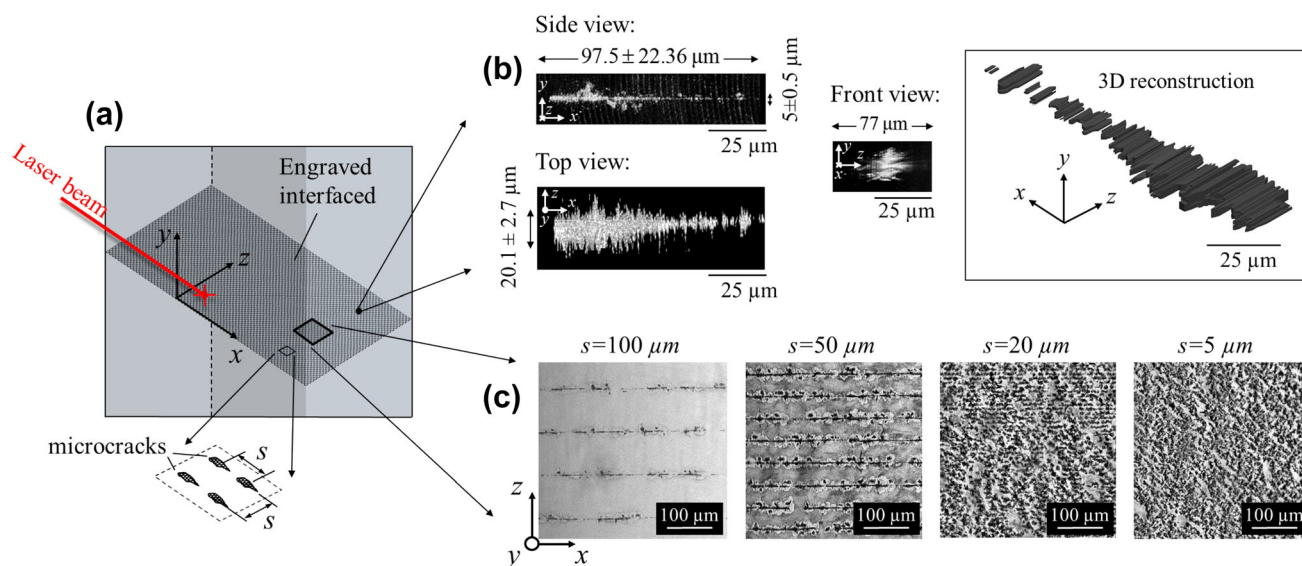 (a)
Laser beam
Engraved
interfaced
y
z
x
microcracks
s
s
(b)
Side view:
97.5 ± 22.36 µm
y
z
x
5±0.5 µm
25 µm
Top view:
20.1 ± 2.7 µm
z
x
y
25 µm
Front view:
77 µm
y
z
x
25 µm
3D reconstruction
y
x
z
25 µm
(c)
s=100 µm
s=50 µm
s=20 µm
s=5 µm
100 µm
100 µm
100 µm
100 µm
z
y
x